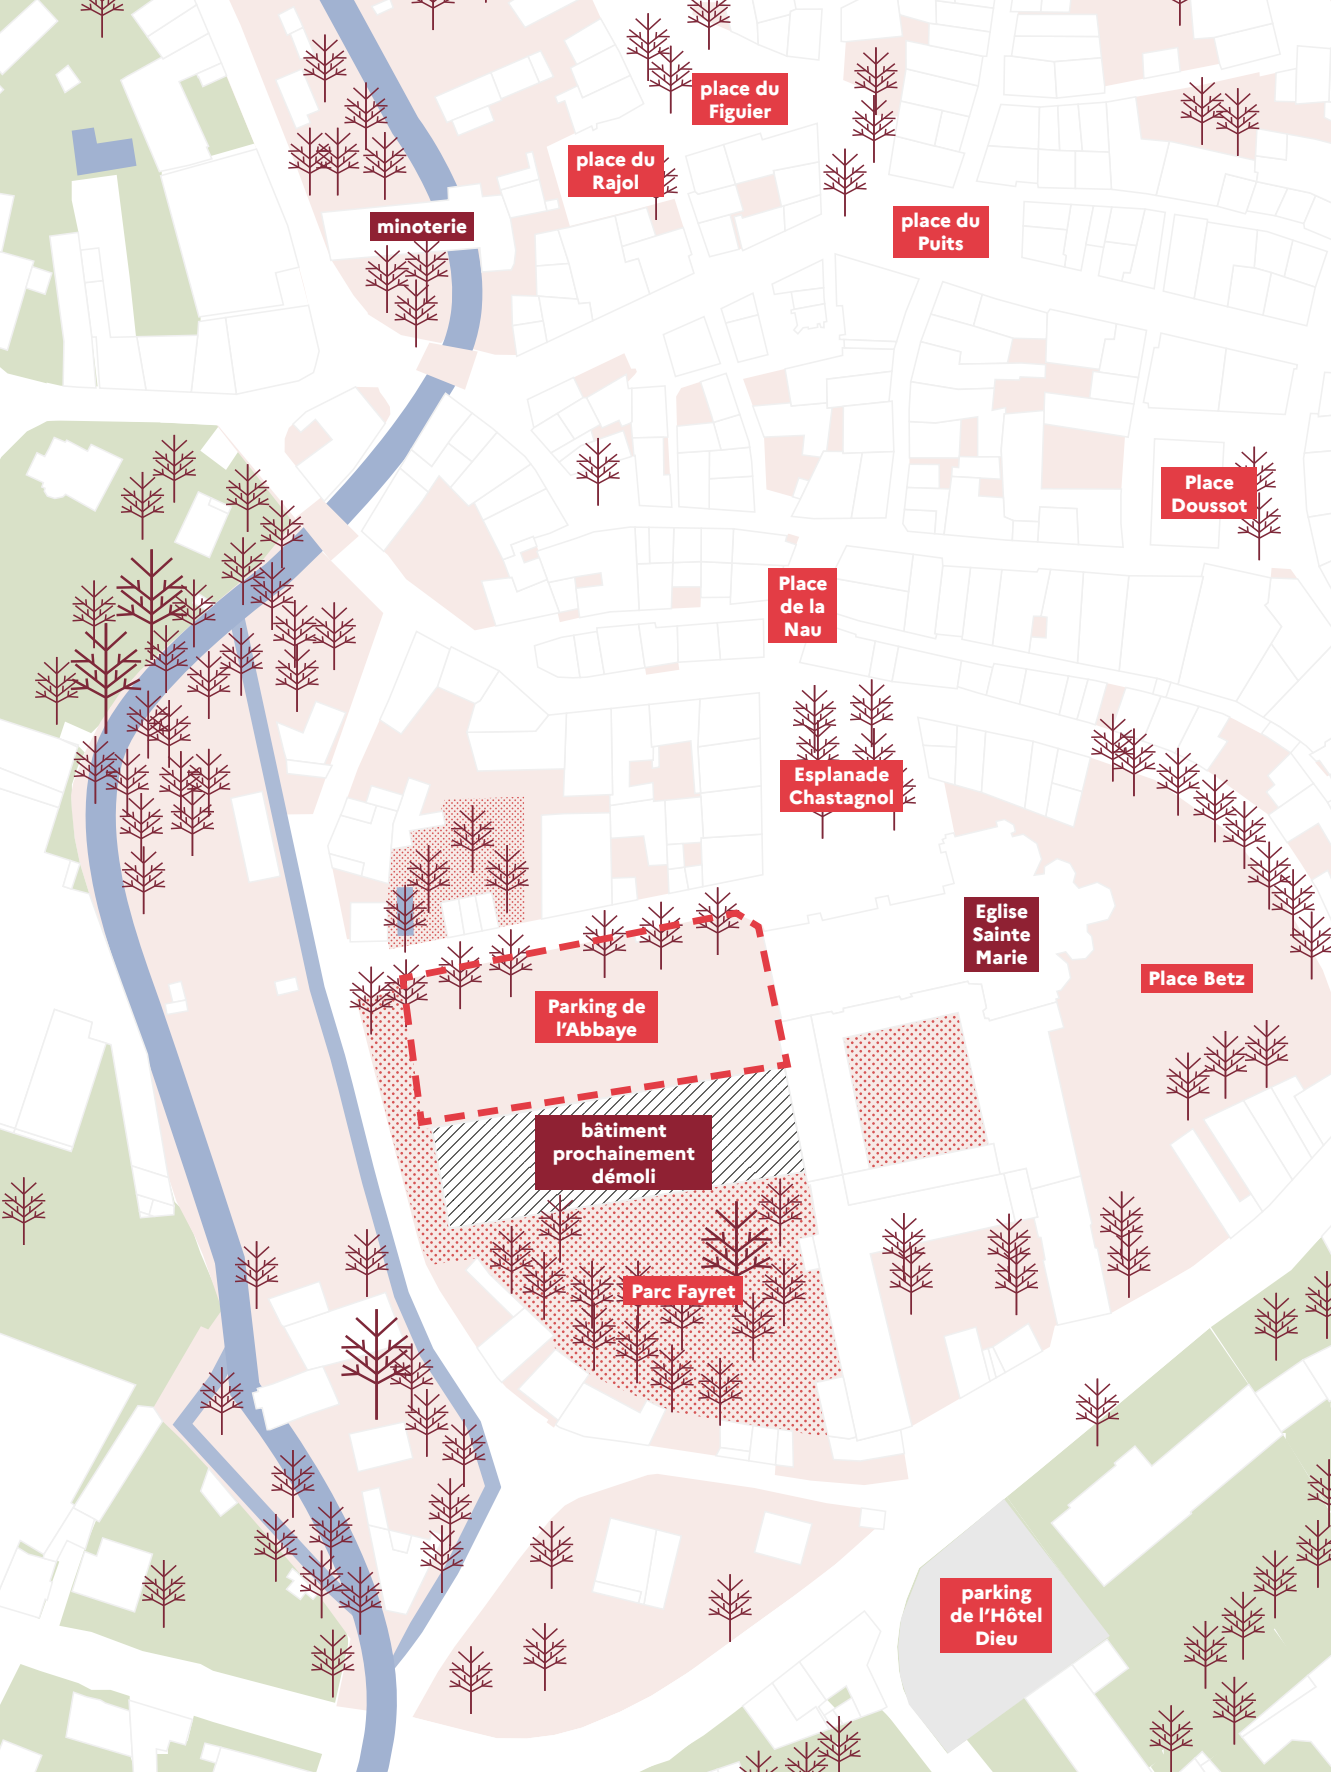 place du
Figuier
place du
Rajol
minoterie
place du
Puits
Place
Doussot
Place
de la
Nau
Esplanade
Chastagnol
Eglise
Sainte
Marie
Place Betz
Parking de
l'Abbaye
bâtiment
prochainement
démoli
Parc Fayret
parking
de l'Hôtel
Dieu